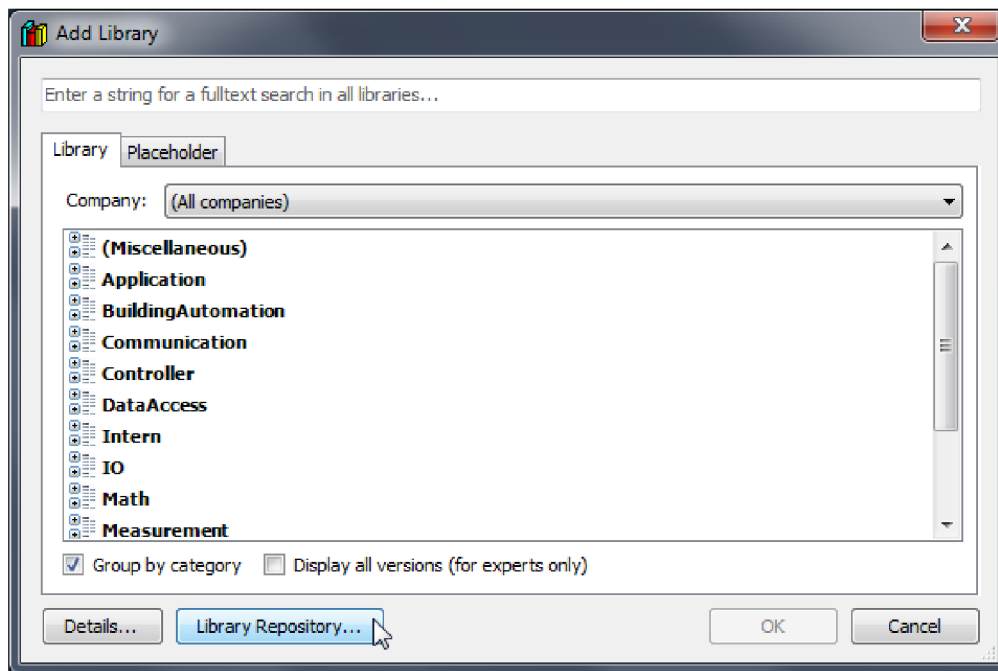 Add Library
Enter a string for a fulltext search in all libraries...
Library Placeholder
Company: (All companies)
(Miscellaneous)
Application
BuildingAutomation
Communication
Controller
DataAccess
Intern
IO
Math
Measurement
Group by category Display all versions (for experts only)
Details... Library Repository... OK Cancel